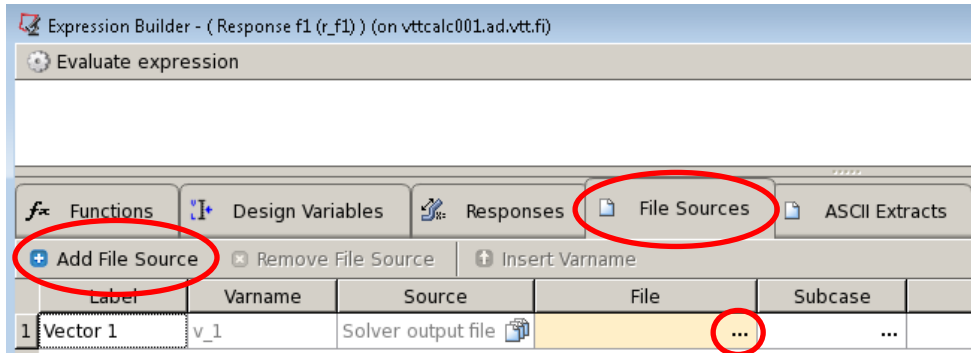 Expression Builder - ( Response f1 (r_f1) ) (on vttcalc001.ad.vtt.fi)
Evaluate expression
f∝ Functions Design Variables Responses File Sources ASCII Extracts
Add File Source Remove File Source Insert Varname
Label Varname Source File Subcase
1 Vector 1 v_1 Solver output file ... ...